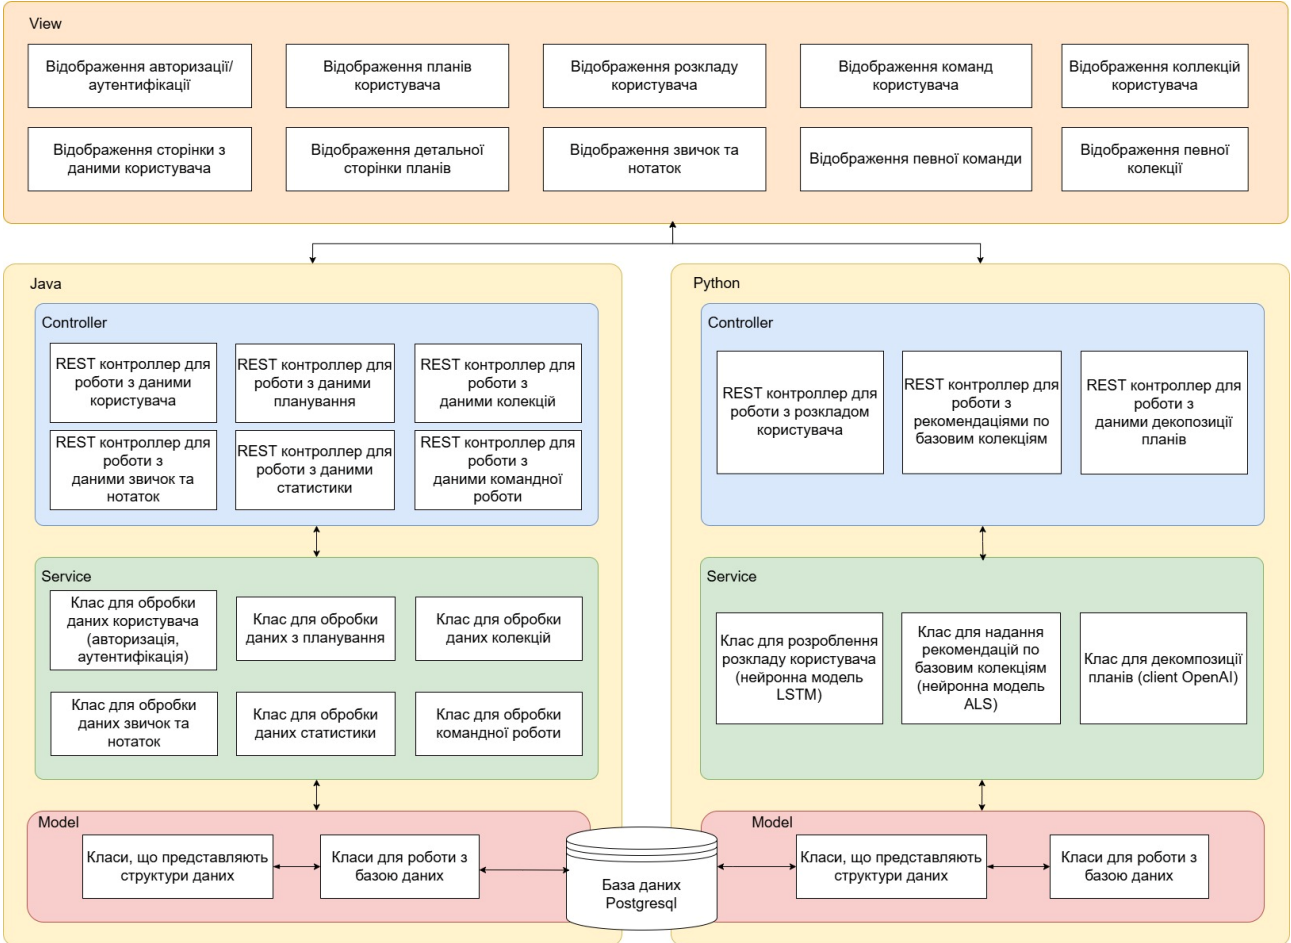 View
Відображення авторизації/
аутентифікації
Відображення планів
користувача
Відображення розкладу
користувача
Відображення команд
користувача
Відображення коллекцій
користувача
Відображення сторінки з
даними користувача
Відображення детальної
сторінки планів
Відображення звичок та
нотаток
Відображення певної команди
Відображення певної
колекції
Java
Controller
REST контроллер для
роботи з даними
користувача
REST контроллер для
роботи з даними
планування
REST контроллер для
роботи з
даними колекцій
REST контроллер для
роботи з
даними звичок та
нотаток
REST контроллер для
роботи з даними
статистики
REST контроллер для
роботи з
даними командної
роботи
Service
Клас для обробки
даних користувача
(авторизація,
аутентифікація)
Клас для обробки
даних з планування
Клас для обробки
даних колекцій
Клас для обробки
даних звичок та
нотаток
Клас для обробки
даних статистики
Клас для обробки
командної роботи
Model
Класи, що представляють
структури даних
Класи для роботи з
базою даних
База даних
Postgresql
Python
Controller
REST контроллер для
роботи з розкладом
користувача
REST контроллер для
роботи з
рекомендаціями по
базовим колекціям
REST контроллер для
роботи з
даними декопозиції
планів
Service
Клас для розроблення
розкладу користувача
(нейронна модель
LSTM)
Клас для надання
рекомендацій по
базовим колекціям
(нейронна модель
ALS)
Клас для декомпозиції
планів (client OpenAI)
Model
Класи, що представляють
структури даних
Класи для роботи з
базою даних